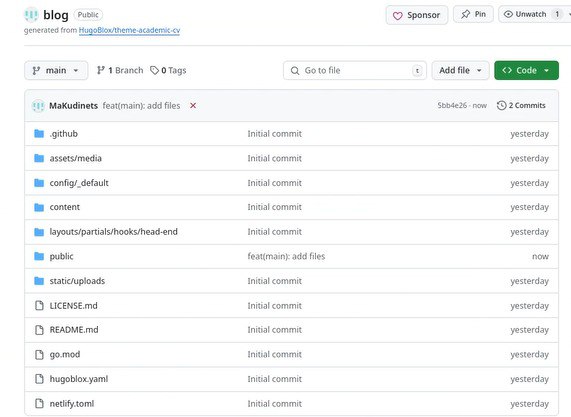 blog Public Sponsor Pin Unwatch 1
generated from HugoBlox/theme-academic-cv
main 1 Branch 0 Tags Go to file t Add file Code
MaKudinets feat(main): add files 5bb4e26 · now 2 Commits
.github Initial commit yesterday
assets/media Initial commit yesterday
config/_default Initial commit yesterday
content Initial commit yesterday
layouts/partials/hooks/head-end Initial commit yesterday
public feat(main): add files now
static/uploads Initial commit yesterday
LICENSE.md Initial commit yesterday
README.md Initial commit yesterday
go.mod Initial commit yesterday
hugoblox.yaml Initial commit yesterday
netlify.toml Initial commit yesterday